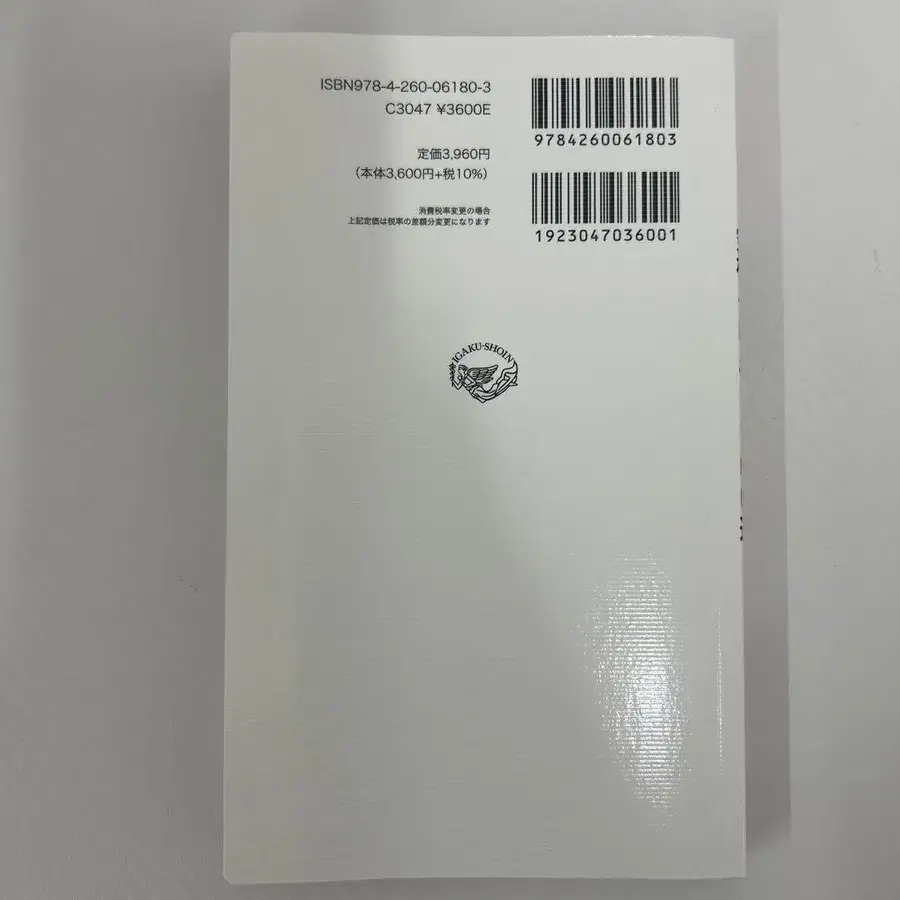 ISBN978-4-260-06180-3
C3047 ¥3600E
定価3,960円
(本体3,600円+税10%)
消費税率変更の場合
上記定価は税率の差額分変更になります
9784260061803
1923047036001
IGAKU-SHOIN